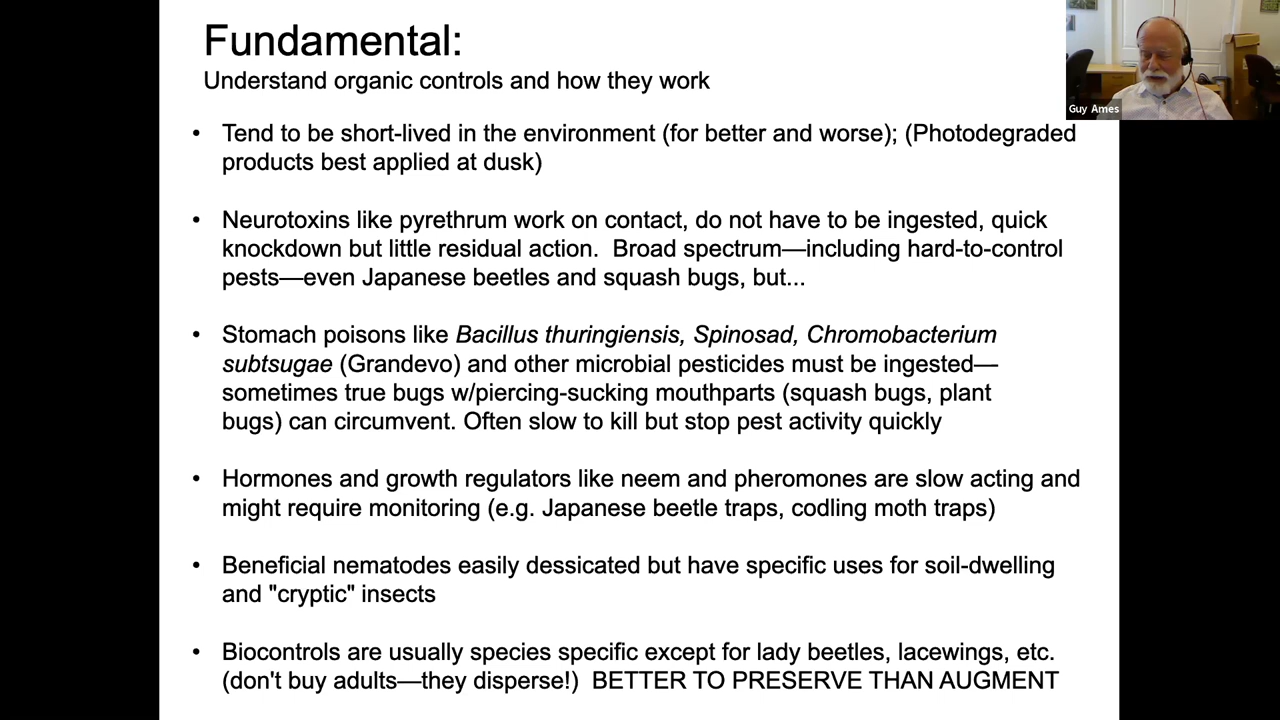 Fundamental:
Understand organic controls and how they work
Guy Ames
• Tend to be short-lived in the environment (for better and worse); (Photodegraded
products best applied at dusk)
• Neurotoxins like pyrethrum work on contact, do not have to be ingested, quick
knockdown but little residual action.  Broad spectrum—including hard-to-control
pests—even Japanese beetles and squash bugs, but...
• Stomach poisons like Bacillus thuringiensis, Spinosad, Chromobacterium
subtsugae (Grandevo) and other microbial pesticides must be ingested—
sometimes true bugs w/piercing-sucking mouthparts (squash bugs, plant
bugs) can circumvent. Often slow to kill but stop pest activity quickly
• Hormones and growth regulators like neem and pheromones are slow acting and
might require monitoring (e.g. Japanese beetle traps, codling moth traps)
• Beneficial nematodes easily dessicated but have specific uses for soil-dwelling
and "cryptic" insects
• Biocontrols are usually species specific except for lady beetles, lacewings, etc.
(don't buy adults—they disperse!)  BETTER TO PRESERVE THAN AUGMENT